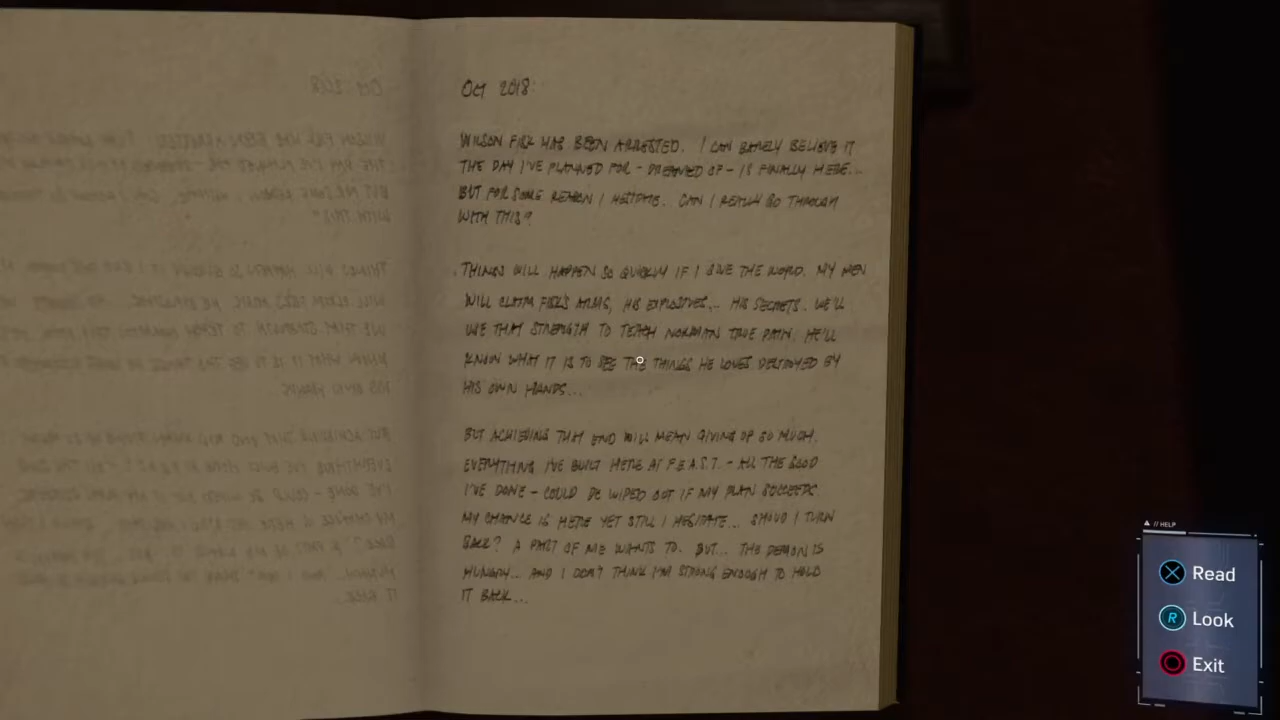 Oct 2018:
WILSON FISK HAS BEEN ARRESTED. I CAN BARELY BELIEVE IT
THE DAY I'VE PLANNED FOR - DREAMED OF - IS FINALLY HERE...
BUT FOR SOME REASON I HESITATE. CAN I REALLY GO THROUGH
WITH THIS?
THINGS WILL HAPPEN SO QUICKLY IF I GIVE THE WORD. MY MEN
WILL CLAIM FISK'S ARMS, HIS EXPLOSIVES... HIS SECRETS. WE'LL
USE THAT STRENGTH TO TEACH NORMAN TRUE PAIN. HE'LL
KNOW WHAT IT IS TO SEE THE THINGS HE LOVES DESTROYED BY
HIS OWN HANDS...
BUT ACHIEVING THAT END WILL MEAN GIVING UP SO MUCH.
EVERYTHING I'VE BUILT HERE AT F.E.A.S.T. - ALL THE GOOD
I'VE DONE - COULD BE WIPED OUT IF MY PLAN SUCCEEDS.
MY CHANCE IS HERE YET STILL I HESITATE... SHOULD I TURN
BACK? A PART OF ME WANTS TO. BUT... THE DEMON IS
HUNGRY... AND I DON'T THINK I'M STRONG ENOUGH TO HOLD
IT BACK...
// HELP
Read
R Look
Exit